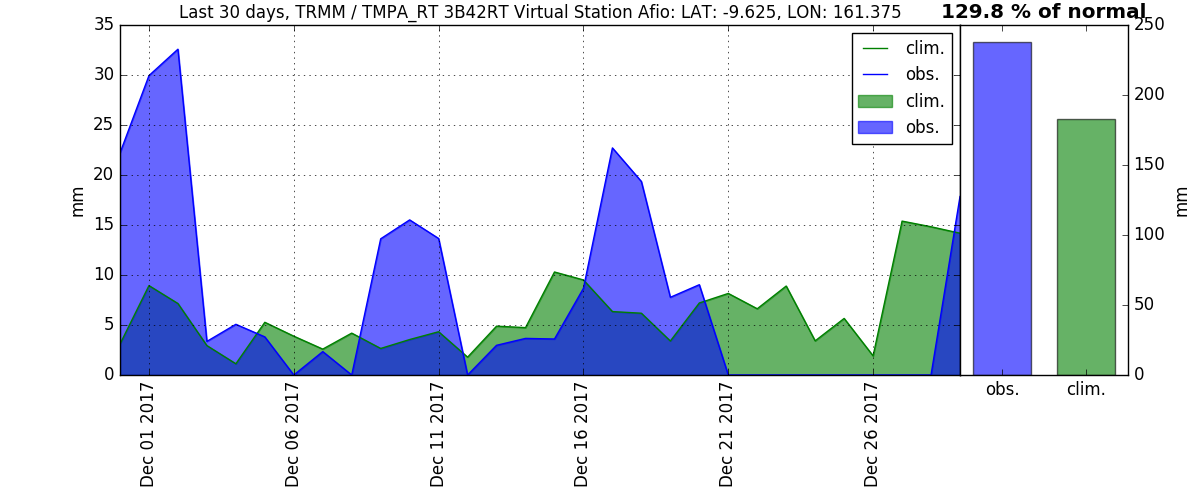 Last 30 days, TRMM / TMPA_RT 3B42RT Virtual Station Afio: LAT: -9.625, LON: 161.375
129.8 % of normal
35
30
25
20
15
10
5
0
mm
clim.
obs.
clim.
obs.
Dec 01 2017
Dec 06 2017
Dec 11 2017
Dec 16 2017
Dec 21 2017
Dec 26 2017
250
200
150
100
50
0
mm
obs.
clim.